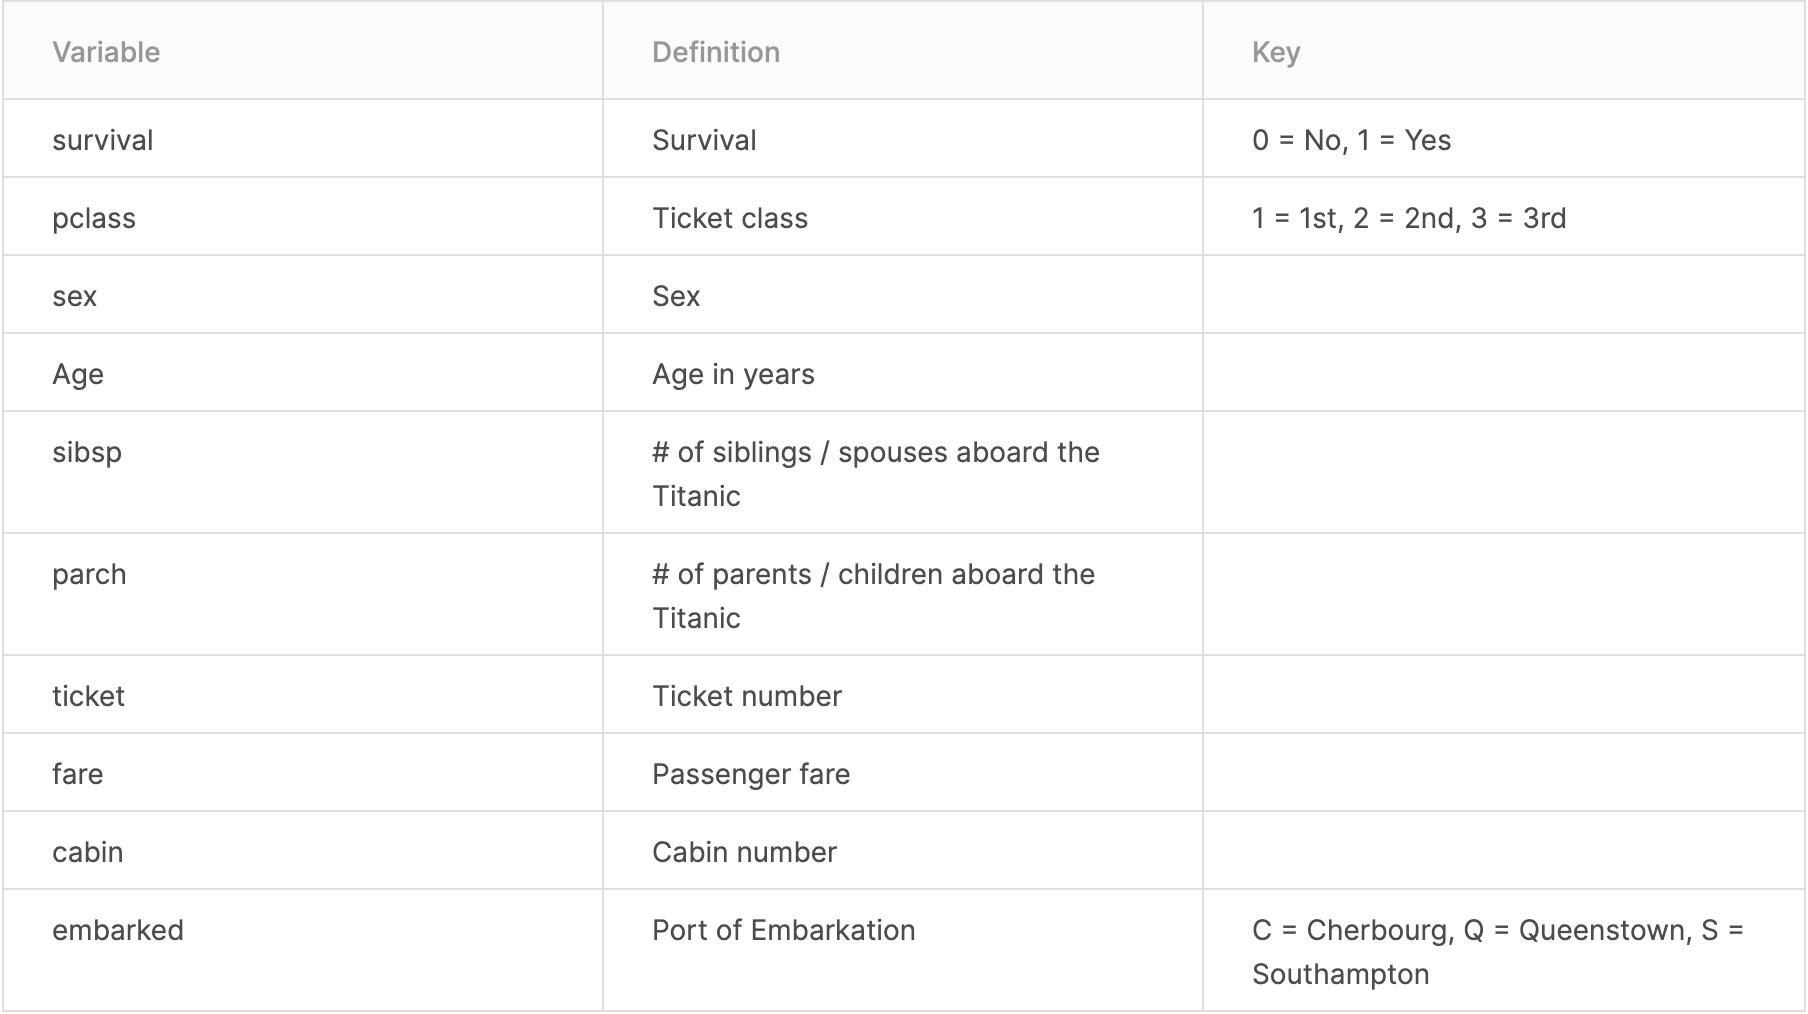 Variable Definition Key
survival Survival 0 = No, 1 = Yes
pclass Ticket class 1 = 1st, 2 = 2nd, 3 = 3rd
sex Sex
Age Age in years
sibsp # of siblings / spouses aboard the
Titanic
parch # of parents / children aboard the
Titanic
ticket Ticket number
fare Passenger fare
cabin Cabin number
embarked Port of Embarkation C = Cherbourg, Q = Queenstown, S =
Southampton